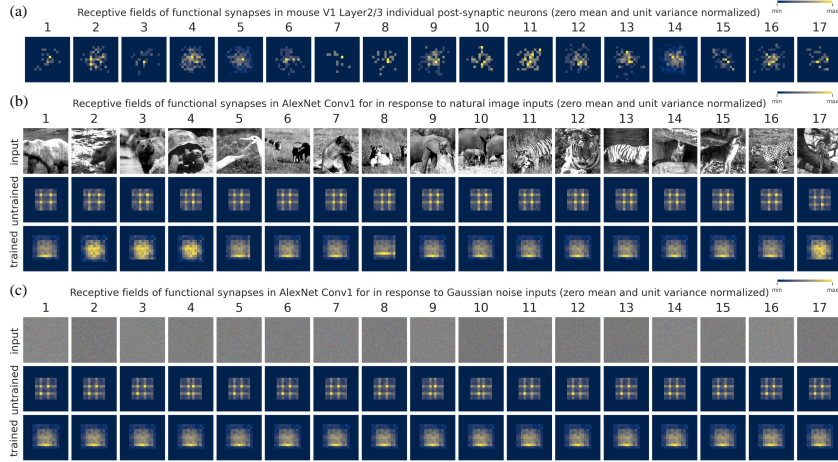 (a)
Receptive fields of functional synapses in mouse V1 Layer2/3 individual post-synaptic neurons (zero mean and unit variance normalized)
min max
1 2 3 4 5 6 7 8 9 10 11 12 13 14 15 16 17
(b)
Receptive fields of functional synapses in AlexNet Conv1 for in response to natural image inputs (zero mean and unit variance normalized)
min max
1 2 3 4 5 6 7 8 9 10 11 12 13 14 15 16 17
input
untrained
trained
(c)
Receptive fields of functional synapses in AlexNet Conv1 for in response to Gaussian noise inputs (zero mean and unit variance normalized)
min max
1 2 3 4 5 6 7 8 9 10 11 12 13 14 15 16 17
input
untrained
trained